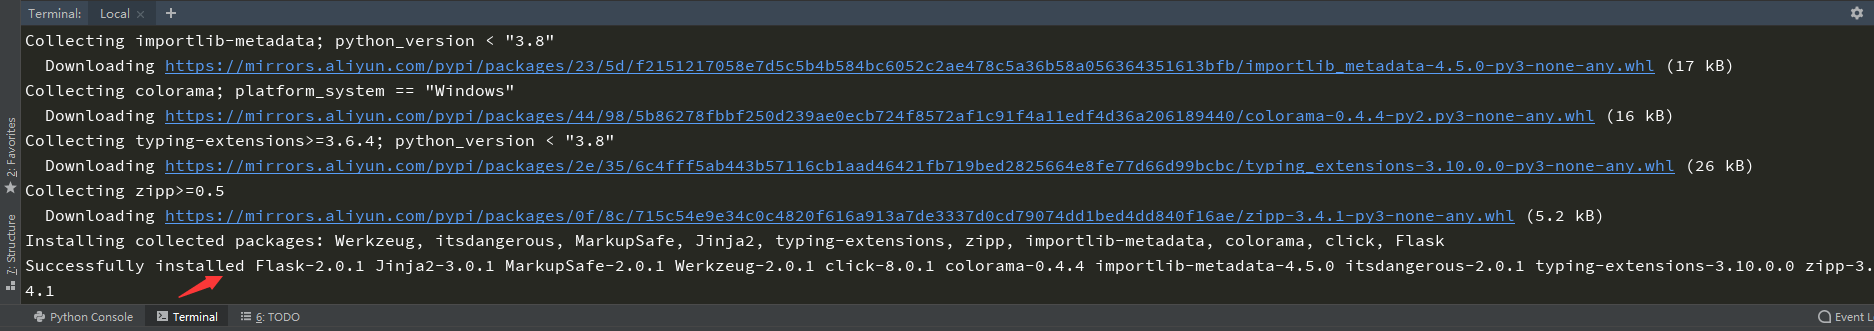 Terminal: Local × +
Collecting importlib-metadata; python_version < "3.8"
Downloading https://mirrors.aliyun.com/pypi/packages/23/5d/f2151217058e7d5c5b4b584bc6052c2ae478c5a36b58a056364351613bfb/importlib_metadata-4.5.0-py3-none-any.whl (17 kB)
Collecting colorama; platform_system == "Windows"
Downloading https://mirrors.aliyun.com/pypi/packages/44/98/5b86278fbbf250d239ae0ecb724f8572af1c91f4a11edf4d36a206189440/colorama-0.4.4-py2.py3-none-any.whl (16 kB)
Collecting typing-extensions>=3.6.4; python_version < "3.8"
Downloading https://mirrors.aliyun.com/pypi/packages/2e/35/6c4fff5ab443b57116cb1aad46421fb719bed2825664e8fe77d66d99bcbc/typing_extensions-3.10.0.0-py3-none-any.whl (26 kB)
Collecting zipp>=0.5
Downloading https://mirrors.aliyun.com/pypi/packages/0f/8c/715c54e9e34c0c4820f616a913a7de3337d0cd79074dd1bed4dd840f16ae/zipp-3.4.1-py3-none-any.whl (5.2 kB)
Installing collected packages: Werkzeug, itsdangerous, MarkupSafe, Jinja2, typing-extensions, zipp, importlib-metadata, colorama, click, Flask
Successfully installed Flask-2.0.1 Jinja2-3.0.1 MarkupSafe-2.0.1 Werkzeug-2.0.1 click-8.0.1 colorama-0.4.4 importlib-metadata-4.5.0 itsdangerous-2.0.1 typing-extensions-3.10.0.0 zipp-3.
4.1
2: Favorites
7: Structure
Python Console Terminal 6: TODO Event L